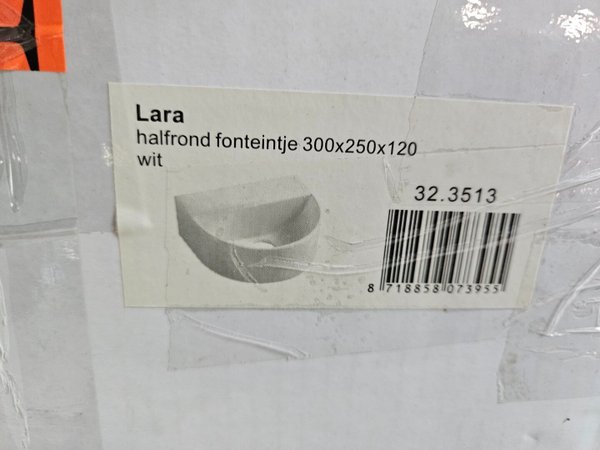 Lara
halfrond fonteintje 300x250x120
wit
32.3513
8 718858 073955